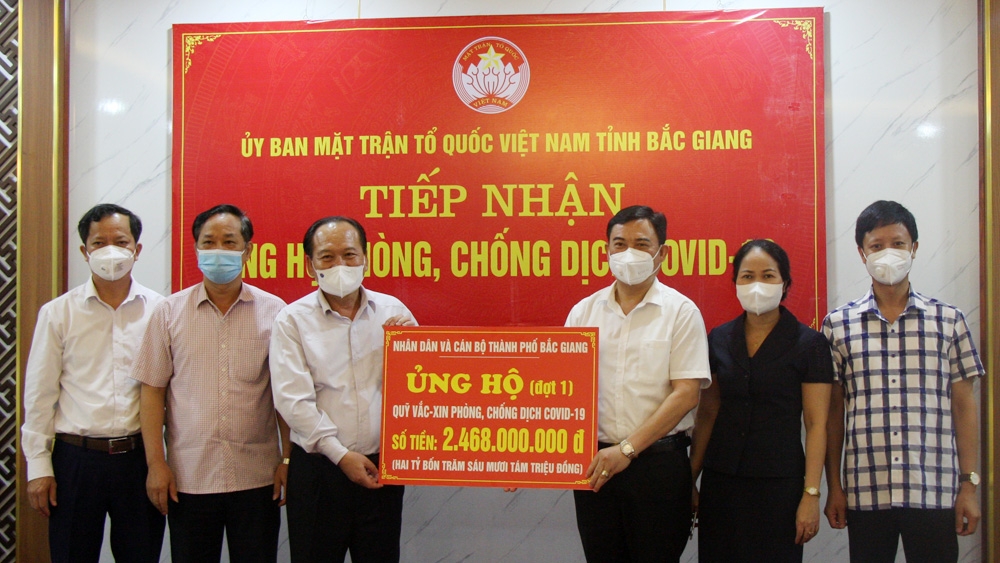 MẶT TRẬN TỔ QUỐC
VIỆT NAM
ỦY BAN MẶT TRẬN TỔ QUỐC VIỆT NAM TỈNH BẮC GIANG
TIẾP NHẬN
CHỐNG DỊCH
NHÂN DÂN VÀ CÁN BỘ THÀNH PHỐ BẮC GIANG
ỦNG HỘ (đợt 1)
QUỸ VẮC-XIN PHÒNG, CHỐNG DỊCH COVID-19
SỐ TIỀN: 2.468.000.000 đ
(HAI TỶ BỐN TRĂM SÁU MƯƠI TÁM TRIỆU ĐỒNG)